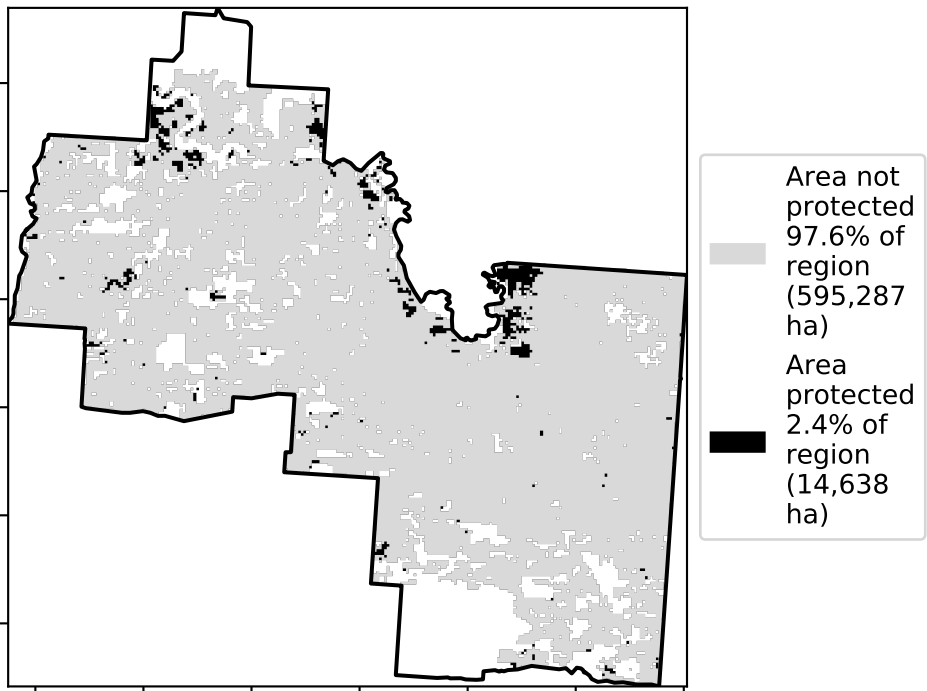 Area not
protected
97.6% of
region
(595,287
ha)
Area
protected
2.4% of
region
(14,638
ha)